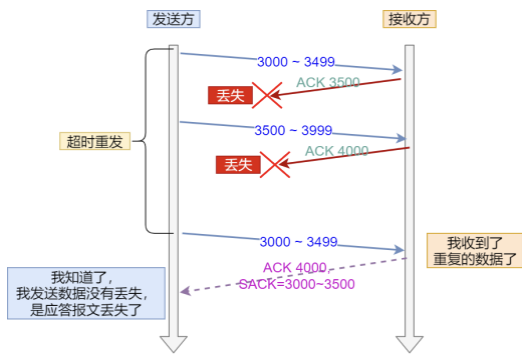 发送方
接收方
3000 ~ 3499
ACK 3500
丢失
3500 ~ 3999
超时重发
ACK 4000
丢失
3000 ~ 3499
我收到了
重复的数据了
ACK 4000,
SACK=3000~3500
我知道了，
我发送数据没有丢失，
是应答报文丢失了